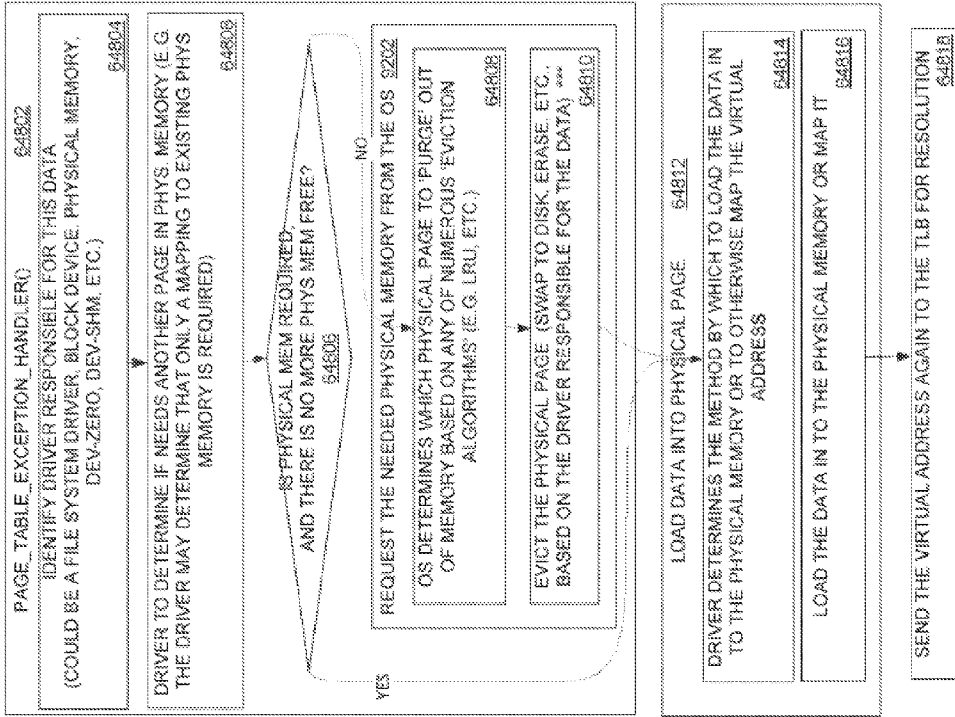 PAGE_TABLE_EXCEPTION_HANDLER() 64802
IDENTIFY DRIVER RESPONSIBLE FOR THIS DATA
(COULD BE A FILE SYSTEM DRIVER, BLOCK DEVICE, PHYSICAL MEMORY,
DEV-ZERO, DEV-SHM, ETC.) 64804
DRIVER TO DETERMINE IF NEEDS ANOTHER PAGE IN PHYS. MEMORY (E.G.
THE DRIVER MAY DETERMINE THAT ONLY A MAPPING TO EXISTING PHYS
MEMORY IS REQUIRED) 64806
IS PHYSICAL MEM REQUIRED,
AND THERE IS NO MORE PHYS MEM FREE?
64806
NO
YES
REQUEST THE NEEDED PHYSICAL MEMORY FROM THE OS 9202
OS DETERMINES WHICH PHYSICAL PAGE TO 'PURGE' OUT
OF MEMORY BASED ON ANY OF NUMEROUS 'EVICTION
ALGORITHMS' (E.G. LRU, ETC.) 64808
EVICT THE PHYSICAL PAGE (SWAP TO DISK, ERASE, ETC.,
BASED ON THE DRIVER RESPONSIBLE FOR THE DATA) *** 64810
LOAD DATA INTO PHYSICAL PAGE 64812
DRIVER DETERMINES THE METHOD BY WHICH TO LOAD THE DATA IN
TO THE PHYSICAL MEMORY OR TO OTHERWISE MAP THE VIRTUAL
ADDRESS 64814
LOAD THE DATA IN TO THE PHYSICAL MEMORY OR MAP IT 64816
SEND THE VIRTUAL ADDRESS AGAIN TO THE TLB FOR RESOLUTION
64818